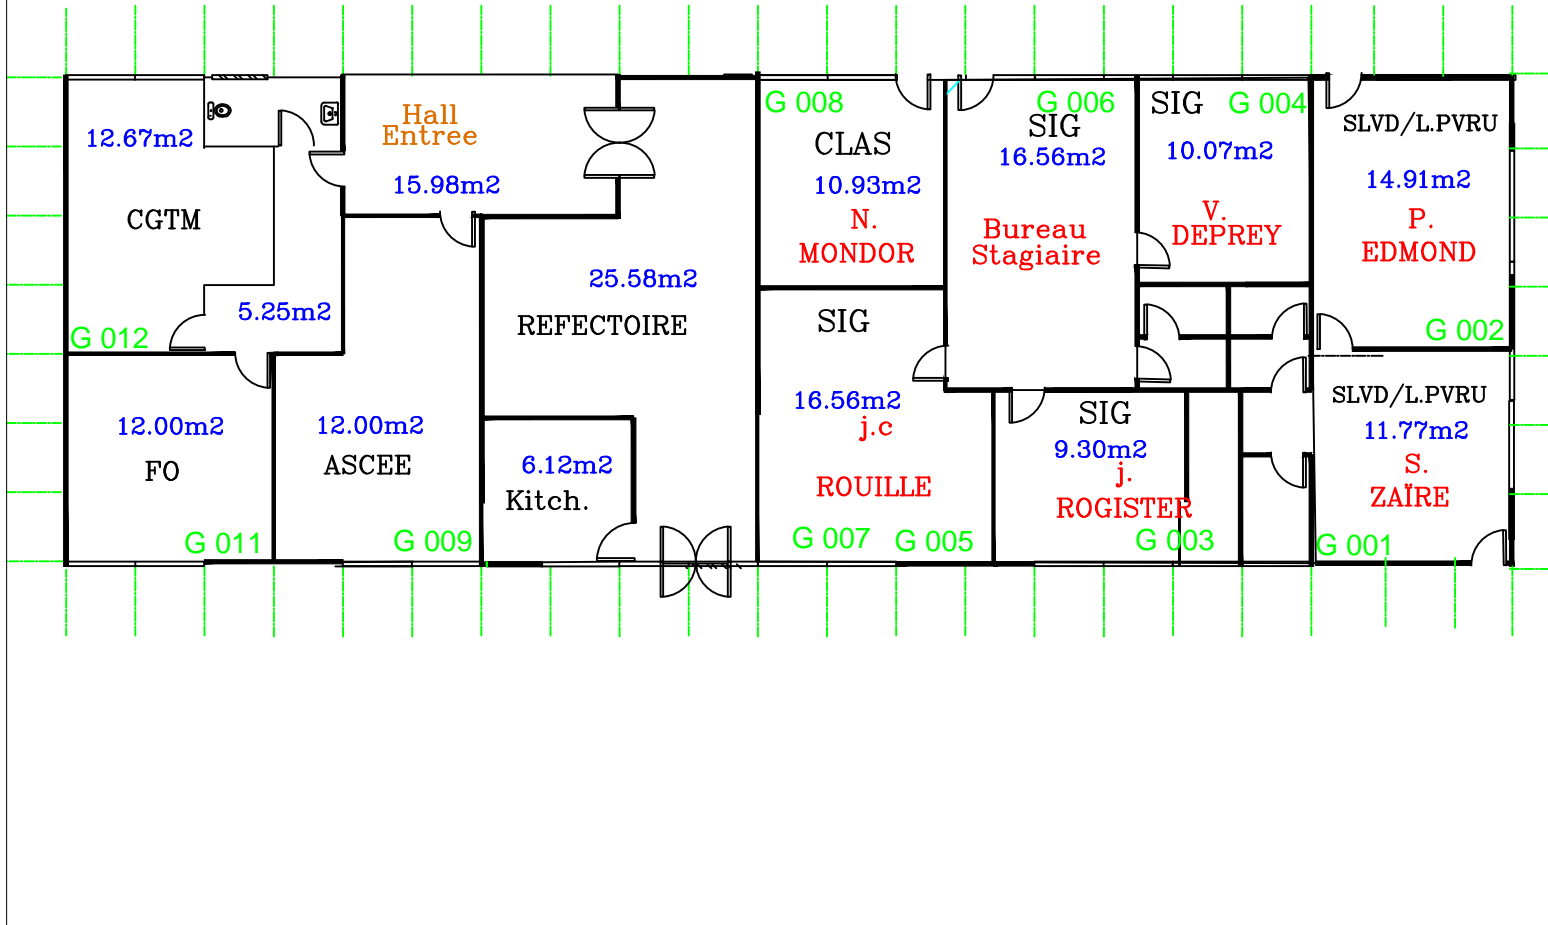 12.67m2
CGTM
G 012
5.25m2
Hall
Entree
15.98m2
12.00m2
FO
G 011
12.00m2
ASCEE
G 009
25.58m2
REFECTOIRE
6.12m2
Kitch.
G 008
CLAS
10.93m2
N.
MONDOR
SIG
16.56m2
j.c
ROUILLE
G 007
G 005
G 006
SIG
16.56m2
Bureau
Stagiaire
SIG
G 004
10.07m2
V.
DEPREY
SIG
9.30m2
j.
ROGISTER
G 003
SLVD/L.PVRU
14.91m2
P.
EDMOND
G 002
SLVD/L.PVRU
11.77m2
S.
ZAÏRE
G 001